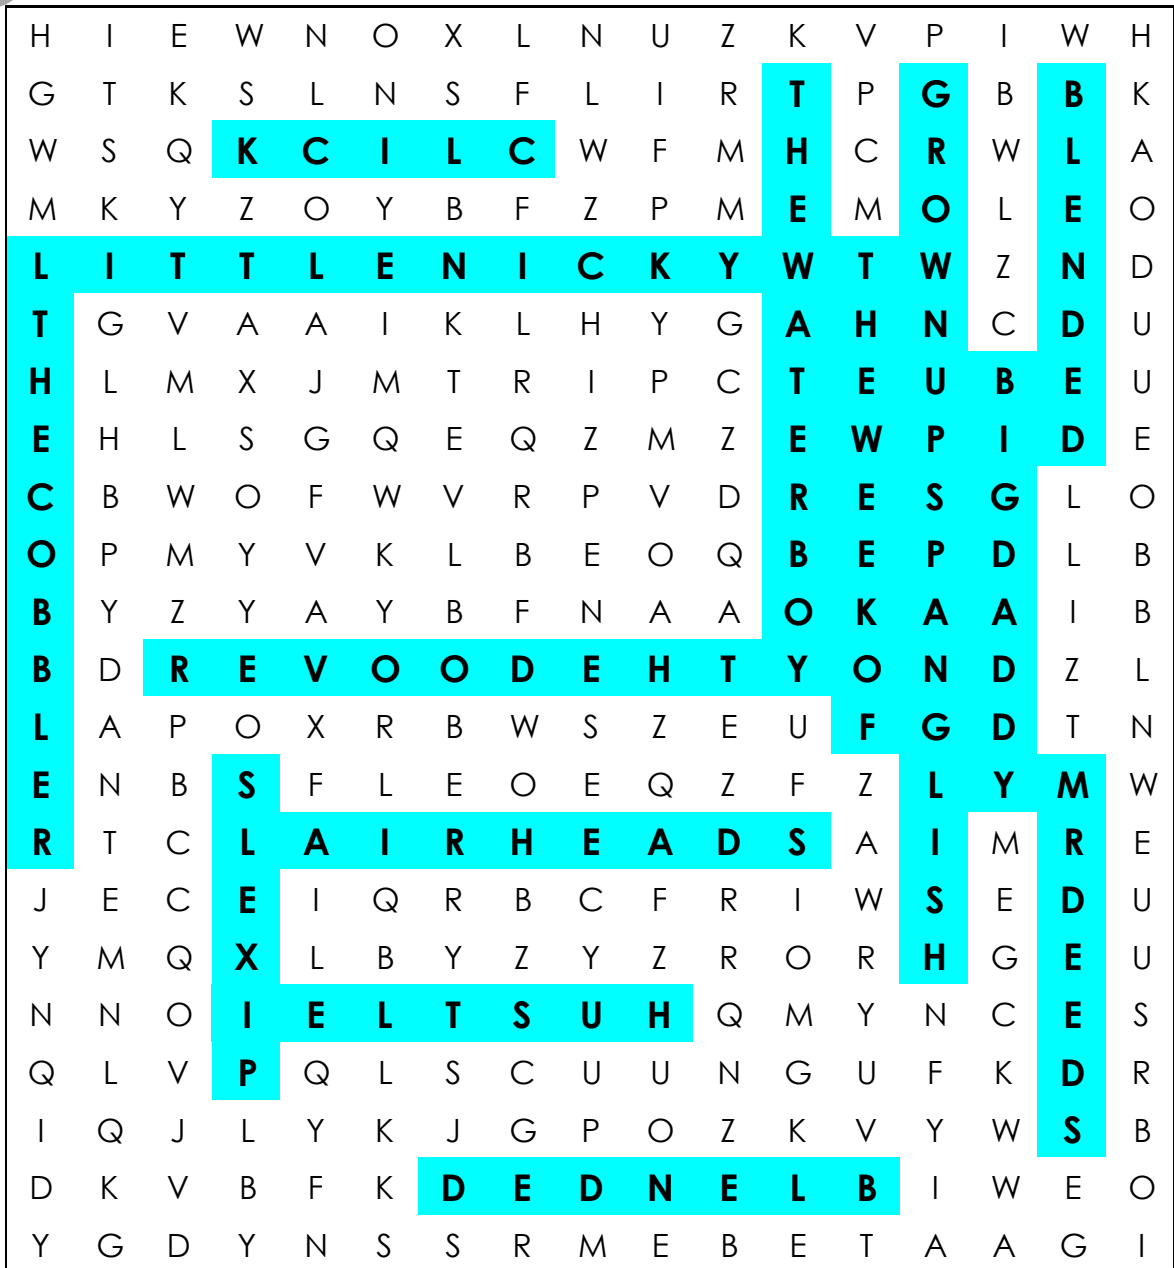 H I E W N O X L N U Z K V P I W H
G T K S L N S F L I R T P G B B K
W S Q K C I L C W F M H C R W L A
M K Y Z O Y B F Z P M E M O L E O
L I T T L E N I C K Y W T W Z N D
T G V A A I K L H Y G A H N C D U
H L M X J M T R I P C T E U B E U
E H L S G Q E Q Z M Z E W P I D E
C B W O F W V R P V D R E S G L O
O P M Y V K L B E O Q B E P D L B
B Y Z Y A Y B F N A A O K A A I B
B D R E V O O D E H T Y O N D Z L
L A P O X R B W S Z E U F G D T N
E N B S F L E O E Q Z F Z L Y M W
R T C L A I R H E A D S A I M R E
J E C E I Q R B C F R I W S E D U
Y M Q X L B Y Z Y Z R O R H G E U
N N O I E L T S U H Q M Y N C E S
Q L V P Q L S C U U N G U F K D R
I Q J L Y K J G P O Z K V Y W S B
D K V B F K D E D N E L B I W E O
Y G D Y N S S R M E B E T A A G I